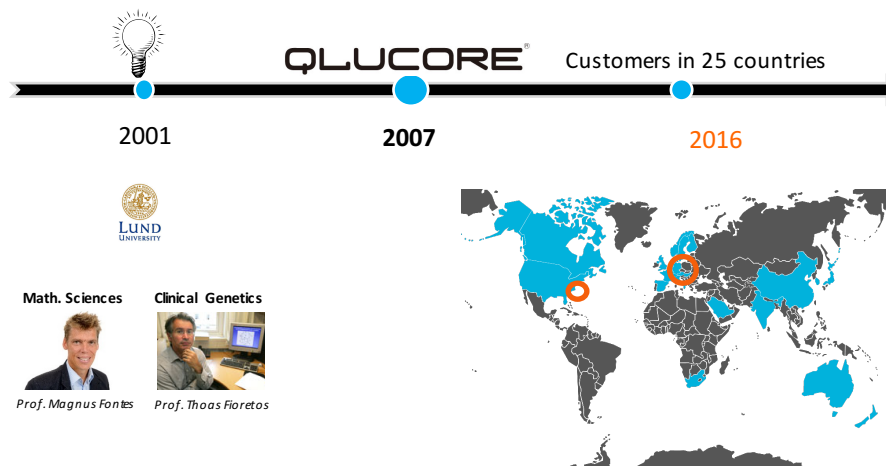 QLUCORE®
Customers in 25 countries
2001
2007
2016
LUND
UNIVERSITY
Math. Sciences
Clinical Genetics
Prof. Magnus Fontes
Prof. Thoas Fioretos